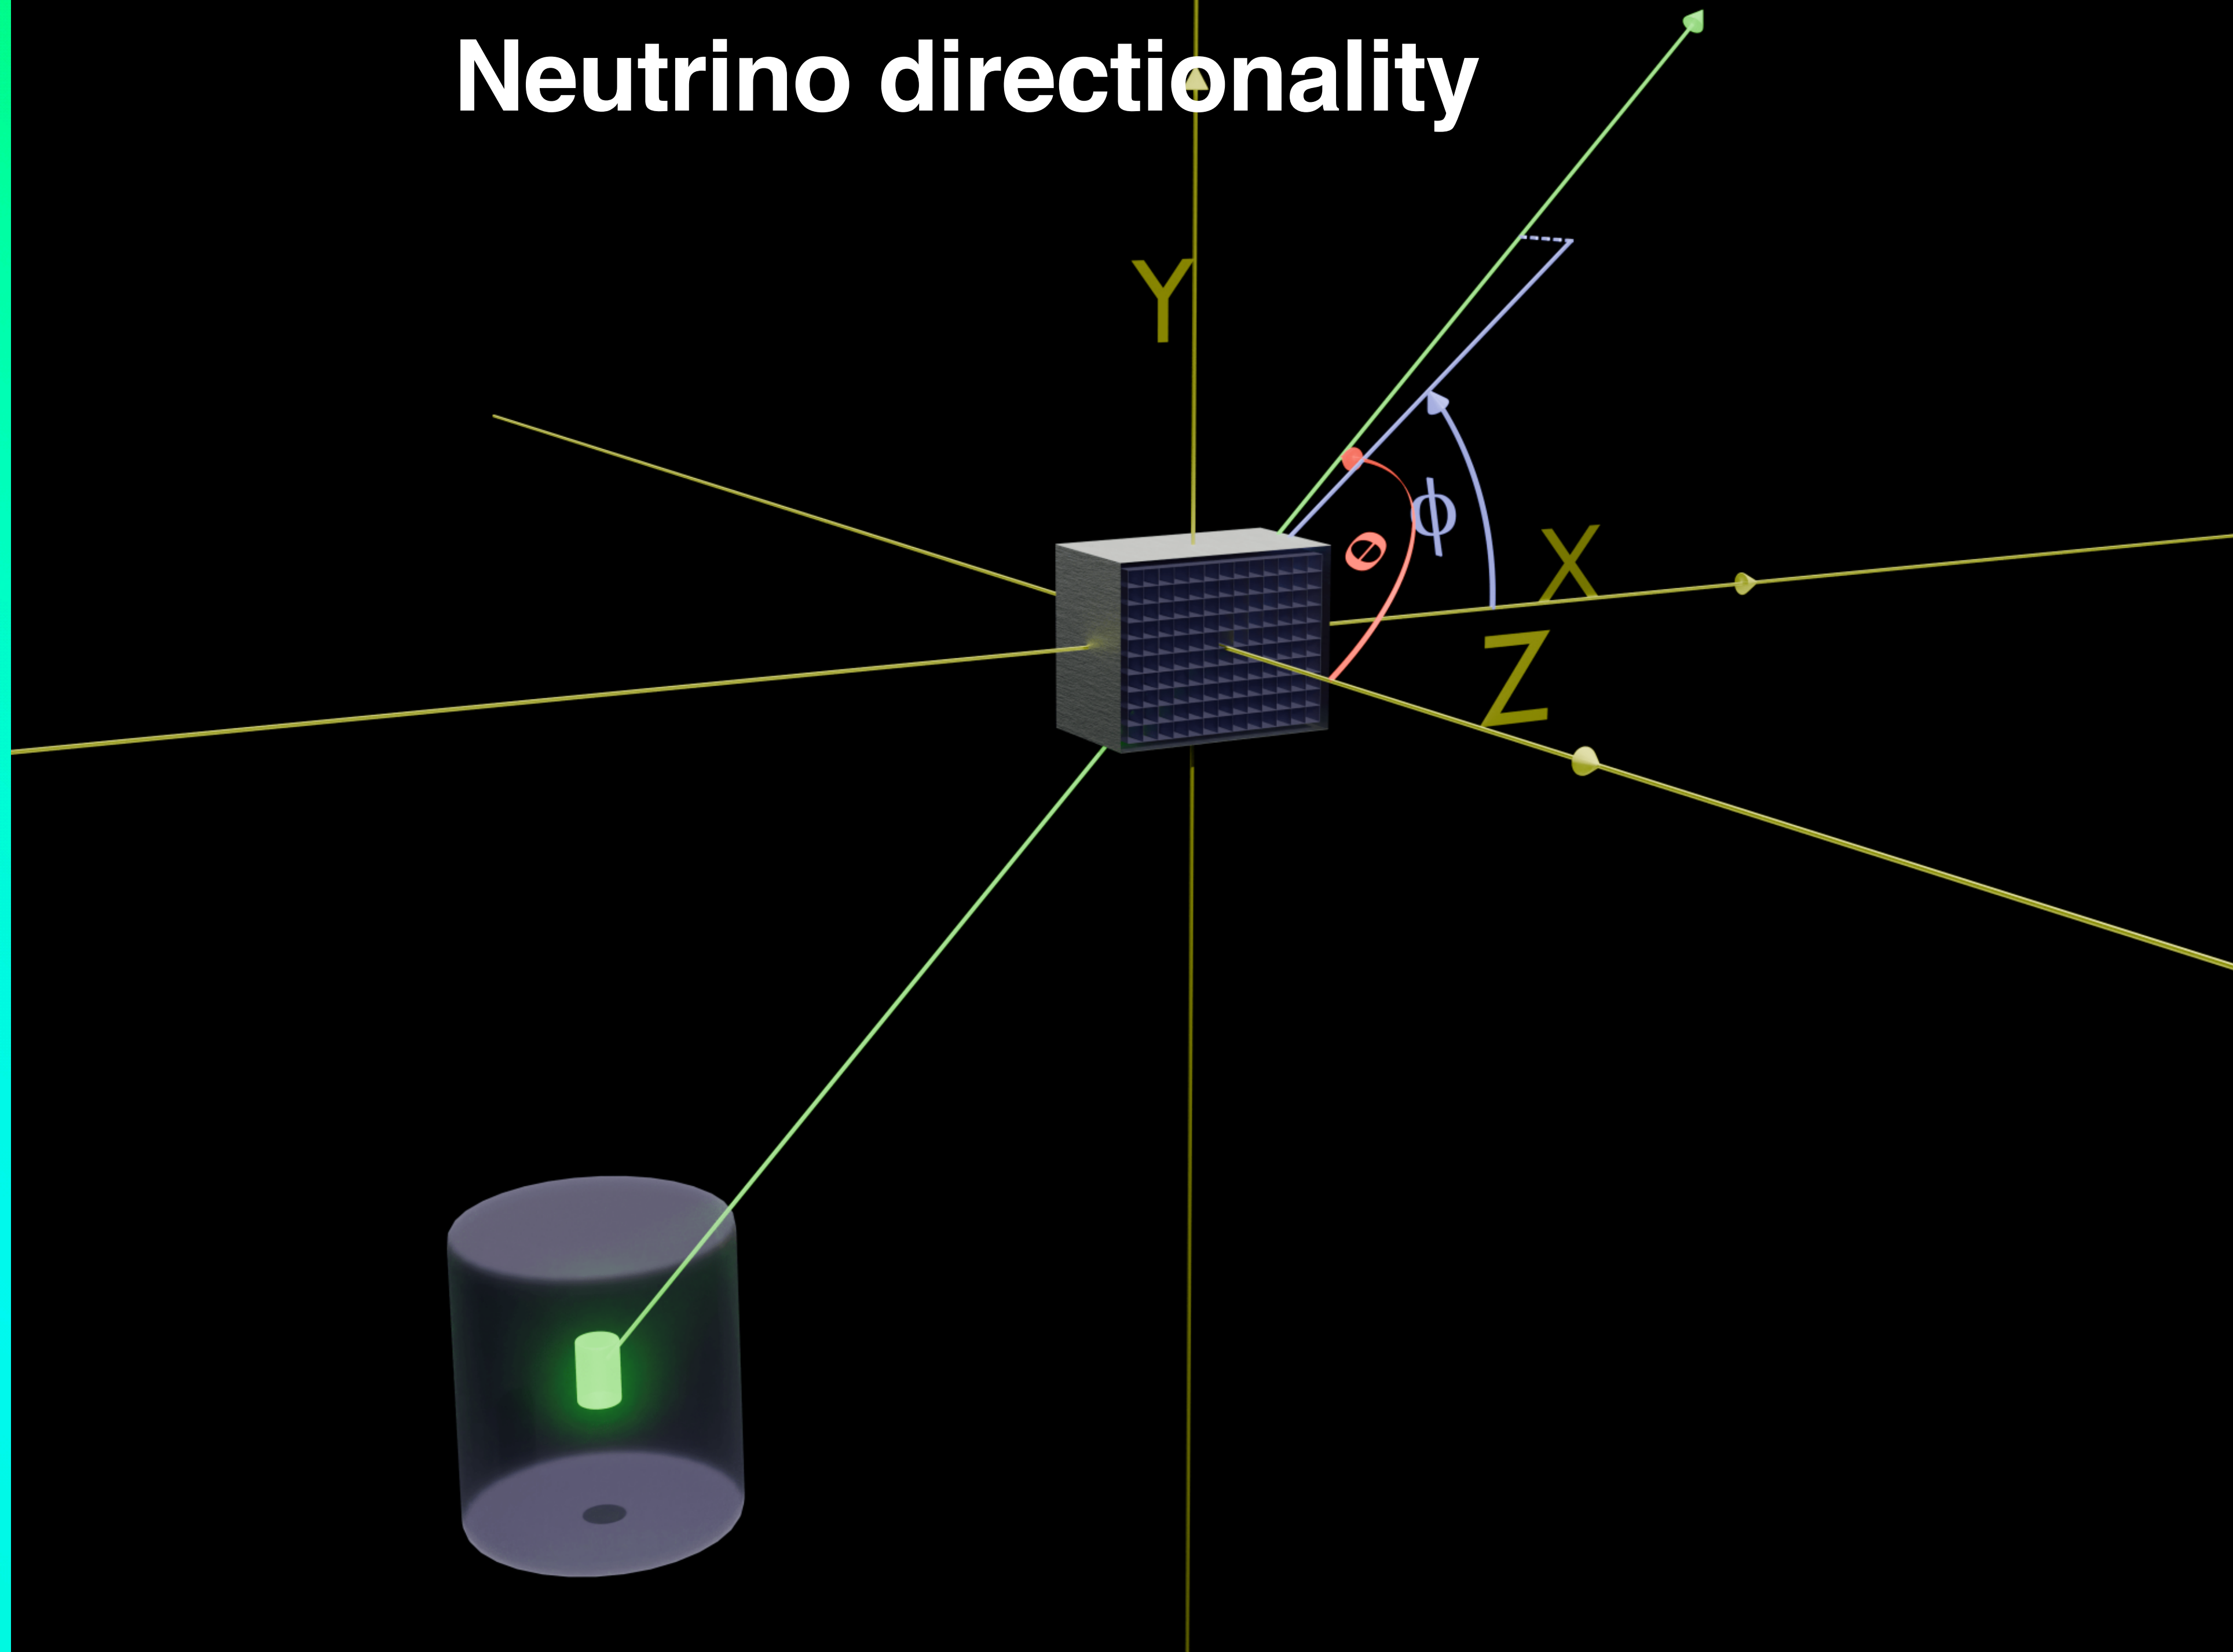 Neutrino directionality
Y
ϕ
θ
X
Z